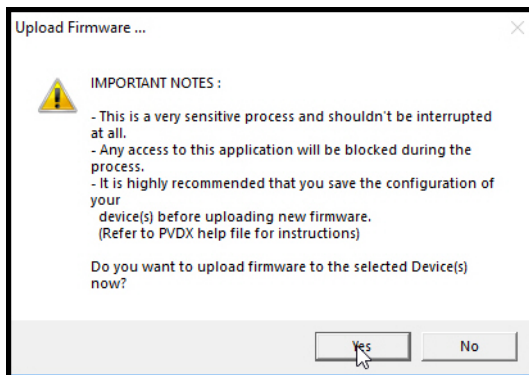 Upload Firmware ...
IMPORTANT NOTES :
- This is a very sensitive process and shouldn't be interrupted
at all.
- Any access to this application will be blocked during the
process.
- It is highly recommended that you save the configuration of
your
device(s) before uploading new firmware.
(Refer to PVDX help file for instructions)
Do you want to upload firmware to the selected Device(s)
now?
Yes No